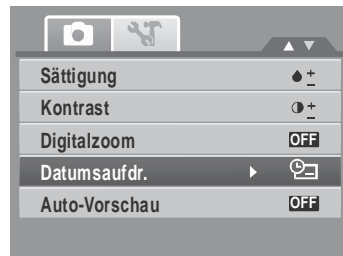 Sättigung
Kontrast
Digitalzoom OFF
Datumsaufdr.
Auto-Vorschau OFF